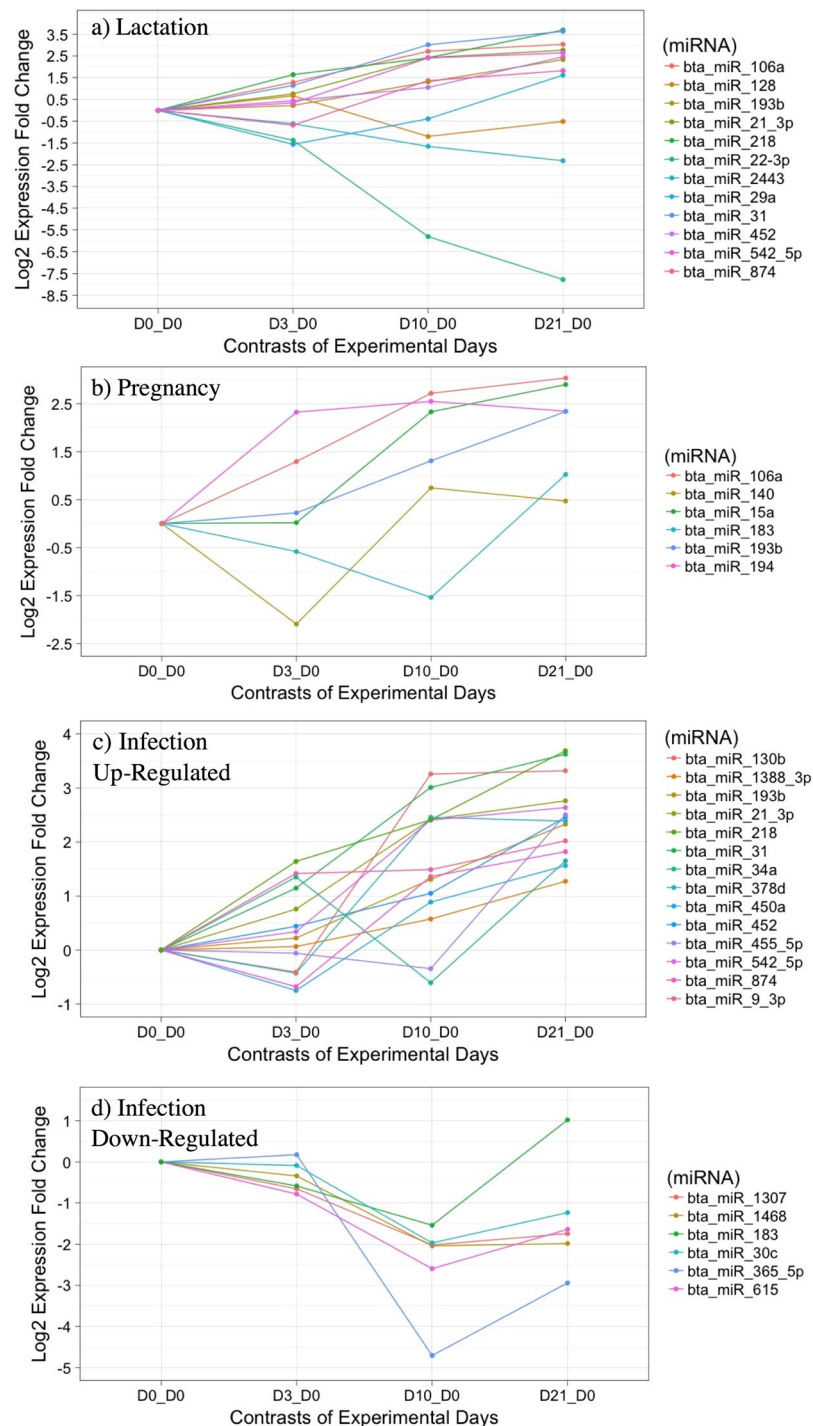 a) Lactation
Log2 Expression Fold Change
3.5
2.5
1.5
0.5
-0.5
-1.5
-2.5
-3.5
-4.5
-5.5
-6.5
-7.5
-8.5
D0_D0 D3_D0 D10_D0 D21_D0
Contrasts of Experimental Days
(miRNA)
bta_miR_106a
bta_miR_128
bta_miR_193b
bta_miR_21_3p
bta_miR_218
bta_miR_22-3p
bta_miR_2443
bta_miR_29a
bta_miR_31
bta_miR_452
bta_miR_542_5p
bta_miR_874
b) Pregnancy
Log2 Expression Fold Change
2.5
1.5
0.5
-0.5
-1.5
-2.5
D0_D0 D3_D0 D10_D0 D21_D0
Contrasts of Experimental Days
(miRNA)
bta_miR_106a
bta_miR_140
bta_miR_15a
bta_miR_183
bta_miR_193b
bta_miR_194
c) Infection
Up-Regulated
Log2 Expression Fold Change
4
3
2
1
0
-1
D0_D0 D3_D0 D10_D0 D21_D0
Contrasts of Experimental Days
(miRNA)
bta_miR_130b
bta_miR_1388_3p
bta_miR_193b
bta_miR_21_3p
bta_miR_218
bta_miR_31
bta_miR_34a
bta_miR_378d
bta_miR_450a
bta_miR_452
bta_miR_455_5p
bta_miR_542_5p
bta_miR_874
bta_miR_9_3p
d) Infection
Down-Regulated
Log2 Expression Fold Change
1
0
-1
-2
-3
-4
-5
D0_D0 D3_D0 D10_D0 D21_D0
Contrasts of Experimental Days
(miRNA)
bta_miR_1307
bta_miR_1468
bta_miR_183
bta_miR_30c
bta_miR_365_5p
bta_miR_615